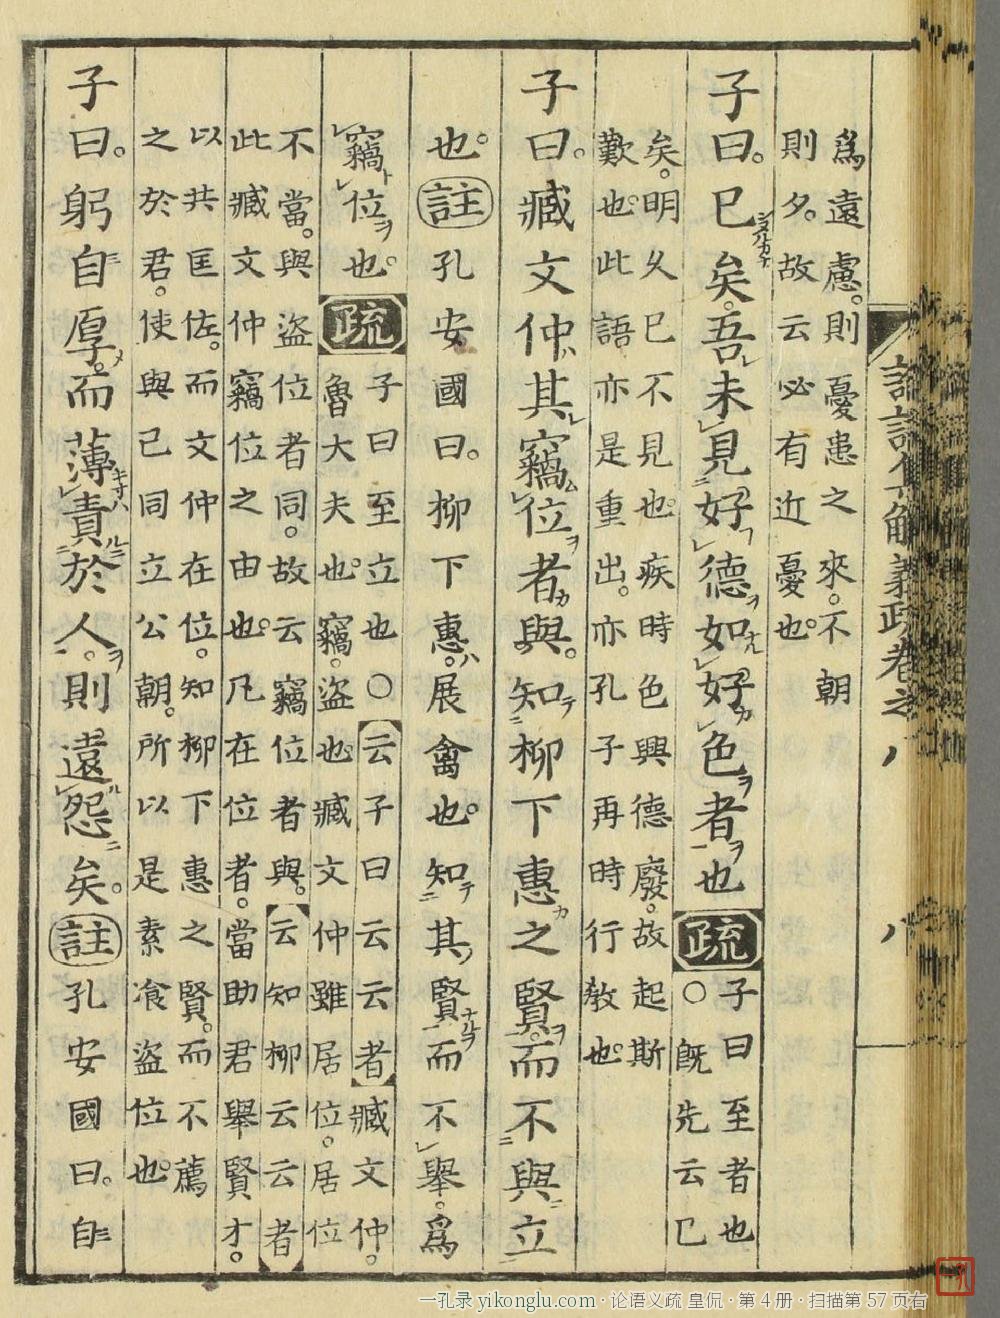 爲遠慮。則憂患之來。不朝
則夕。故云必有近憂也。
子曰。已矣。吾未見好德如好色者也疏子曰至者也
○旣先云已
矣。明久已不見也。疾時色興德廢。故起斯
歎也。此語亦是重出。亦孔子再時行敎也
子曰。臧文仲其竊位者與。知柳下惠之賢。而不與立
也。註孔安國曰。柳下惠。展禽也。知其賢而不舉。爲
竊位也。疏子曰至立也○云子曰云云者臧文仲。
魯大夫也。竊。盜也。臧文仲雖居位。居位
不當。與盜位者同。故云竊位者與。云知柳云云者
此臧文仲竊位之由也。凡在位者。當助君舉賢才。
以共匡佐。而文仲在位。知柳下惠之賢。而不薦
之於君。使與已同立公朝。所以是素飡盜位也。
子曰。躬自厚。而薄責於人。則遠怨矣。註孔安國曰。自
論語集解義疏卷之八
八
一孔录 yikonglu.com · 论语义疏 皇侃 · 第 4 册 · 扫描第 57 页右